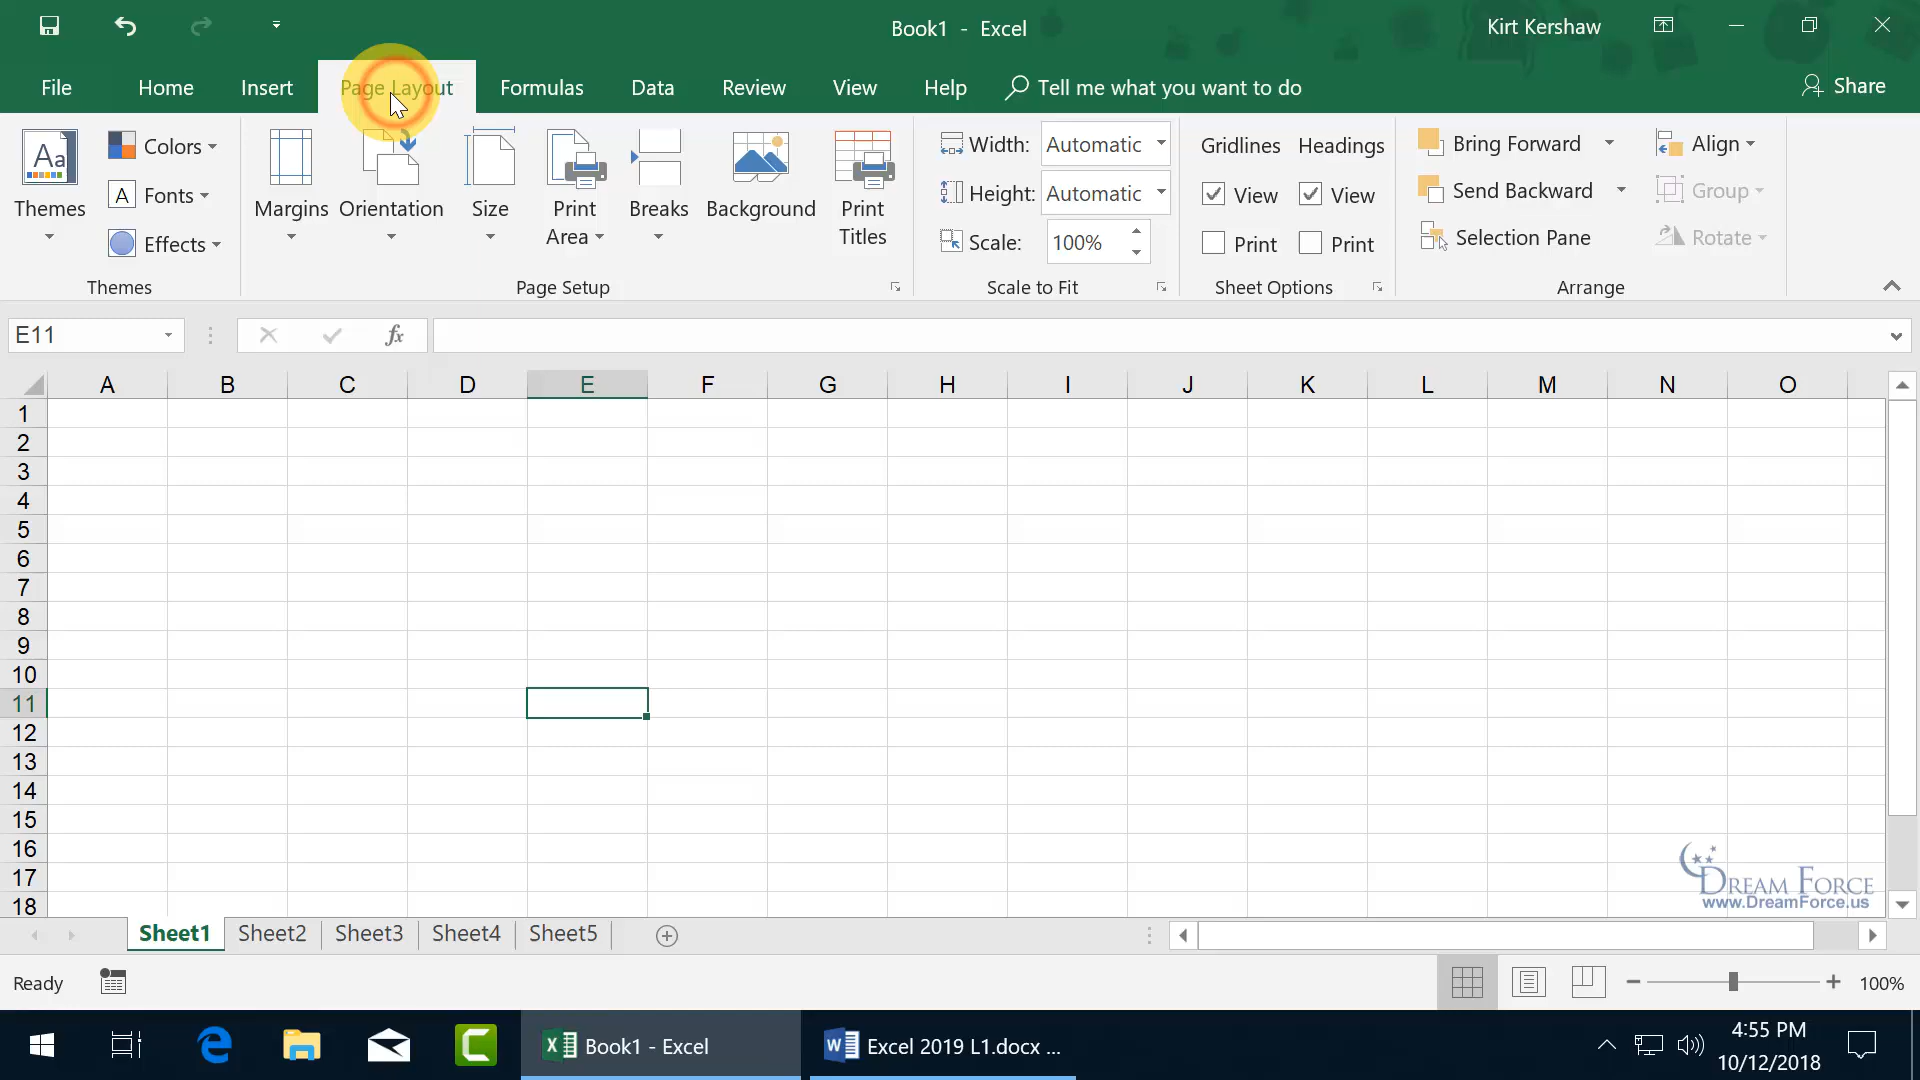 Book1 - Excel
Kirt Kershaw
File Home Insert Page Layout Formulas Data Review View Help Tell me what you want to do Share
Aa
Themes
Colors
A Fonts
Effects
Themes
Margins
Orientation
Size
Print
Area
Breaks
Background
Print
Titles
Page Setup
Width: Automatic
Height: Automatic
Scale: 100%
Scale to Fit
Gridlines Headings
View View
Print Print
Sheet Options
Bring Forward
Send Backward
Selection Pane
Align
Group
Rotate
Arrange
E11 fx
A B C D E F G H I J K L M N O
1
2
3
4
5
6
7
8
9
10
11
12
13
14
15
16
17
18
Dream Force
www.DreamForce.us
Sheet1 Sheet2 Sheet3 Sheet4 Sheet5
Ready 100%
Book1 - Excel
Excel 2019 L1.docx ...
4:55 PM
10/12/2018